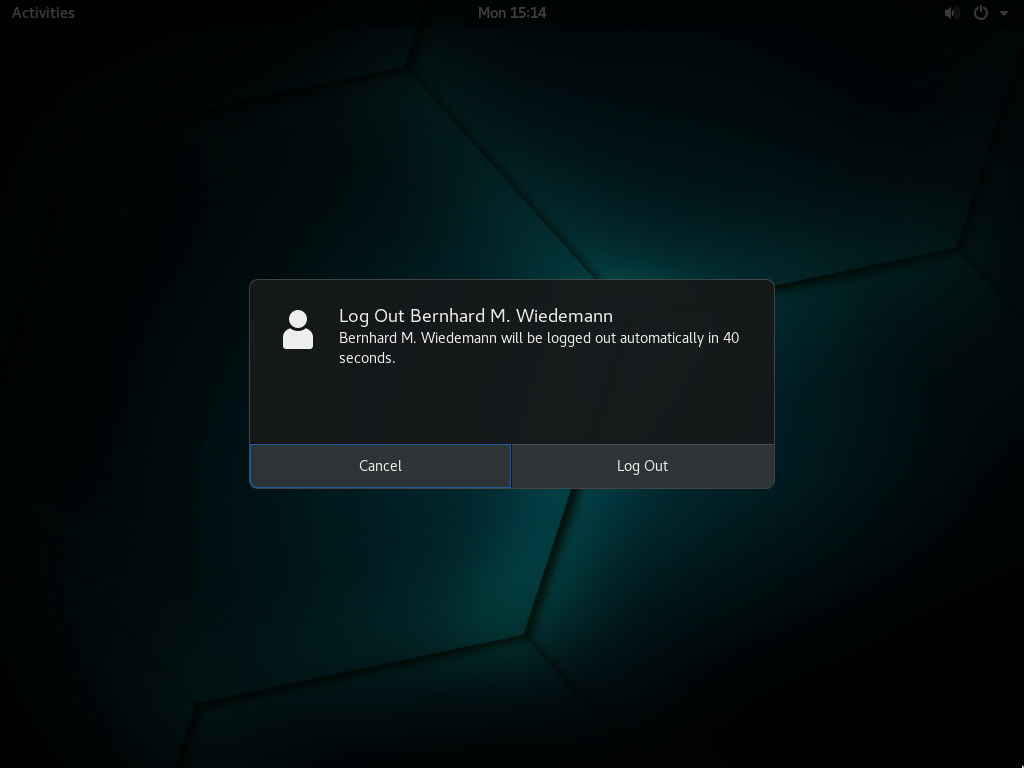 Activities
Mon 15:14
Log Out Bernhard M. Wiedemann
Bernhard M. Wiedemann will be logged out automatically in 40
seconds.
Cancel
Log Out